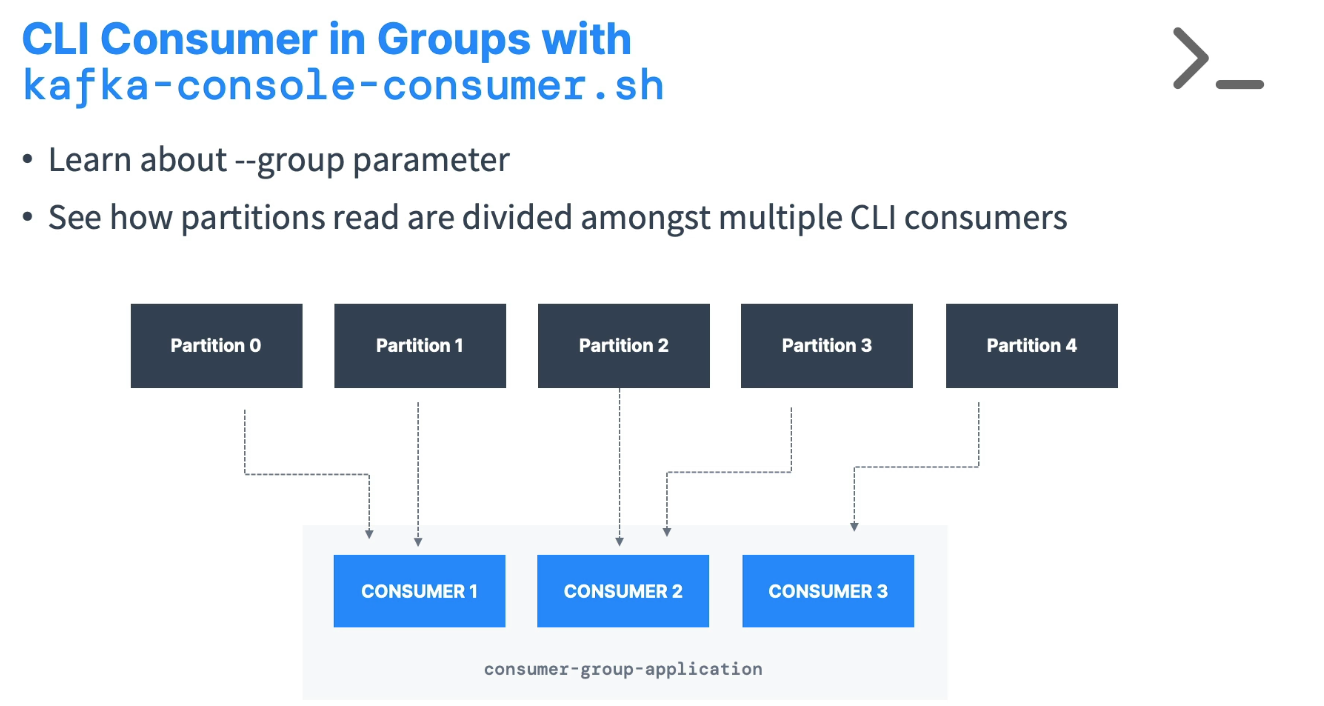 CLI Consumer in Groups with
kafka-console-consumer.sh
• Learn about --group parameter
• See how partitions read are divided amongst multiple CLI consumers
Partition 0
Partition 1
Partition 2
Partition 3
Partition 4
CONSUMER 1
CONSUMER 2
CONSUMER 3
consumer-group-application